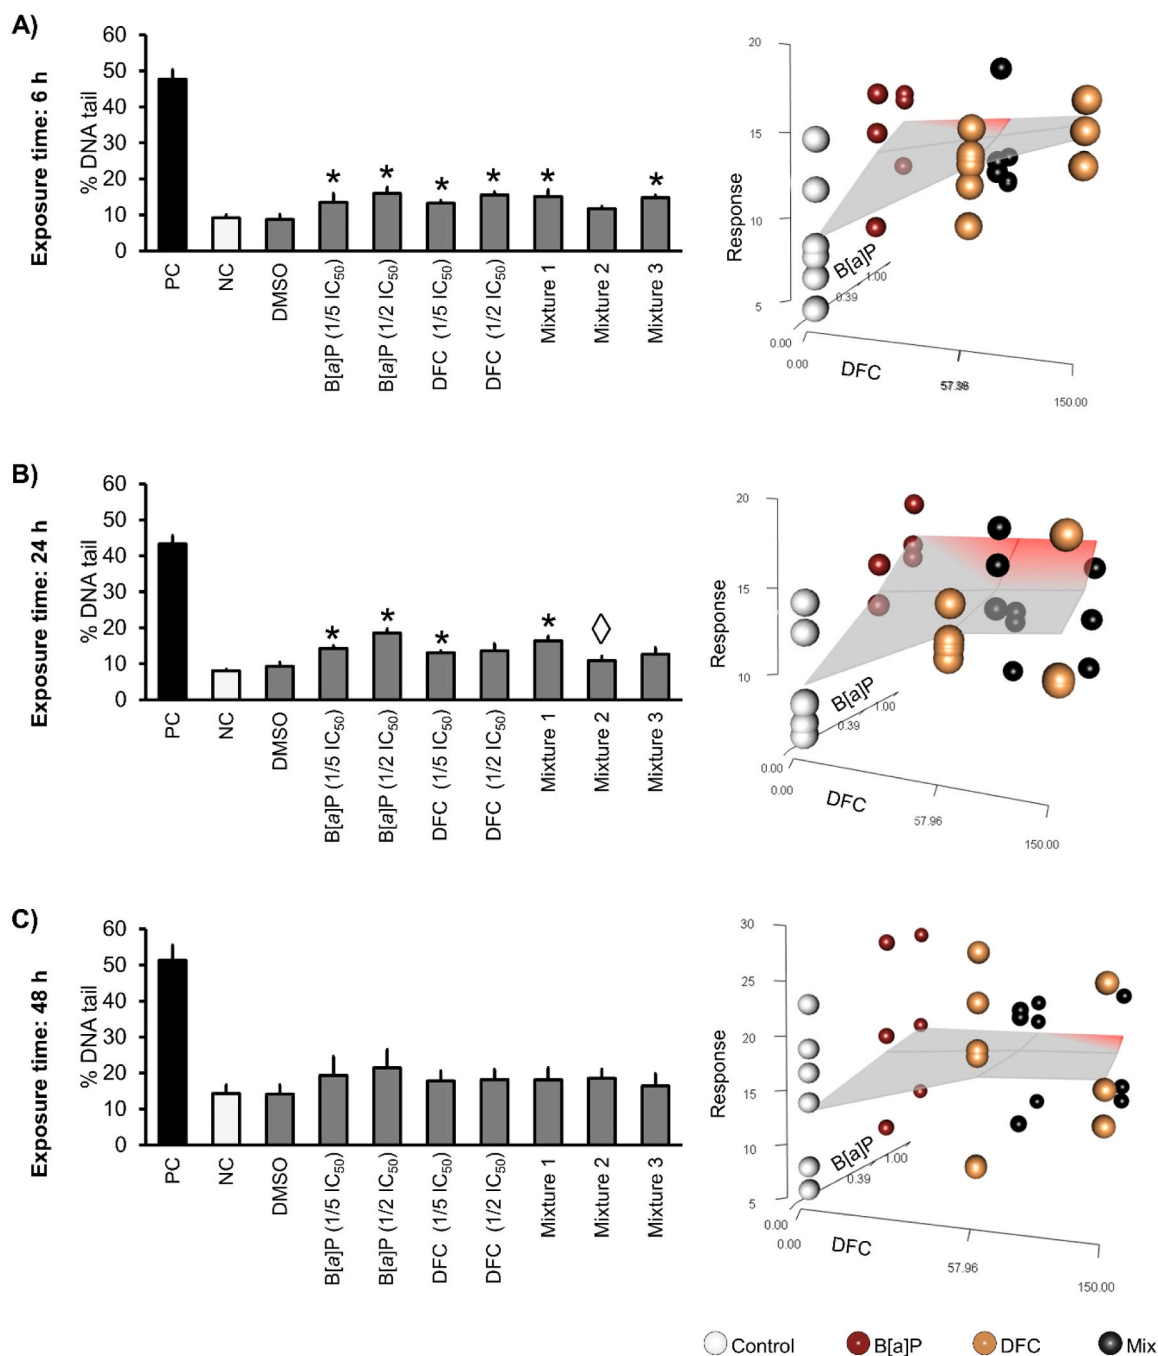 A)
Exposure time: 6 h
% DNA tail
60
50
40
30
20
10
0
* * * * * *
PC
NC
DMSO
B[a]P (1/5 IC50)
B[a]P (1/2 IC50)
DFC (1/5 IC50)
DFC (1/2 IC50)
Mixture 1
Mixture 2
Mixture 3
Response
20
15
10
5
B[a]P
1.00
0.39
0.00
0.00
DFC
150.00
B)
Exposure time: 24 h
% DNA tail
60
50
40
30
20
10
0
* * * *
PC
NC
DMSO
B[a]P (1/5 IC50)
B[a]P (1/2 IC50)
DFC (1/5 IC50)
DFC (1/2 IC50)
Mixture 1
Mixture 2
Mixture 3
Response
20
15
10
B[a]P
1.00
0.39
0.00
0.00
DFC
57.96
150.00
C)
Exposure time: 48 h
% DNA tail
60
50
40
30
20
10
0
PC
NC
DMSO
B[a]P (1/5 IC50)
B[a]P (1/2 IC50)
DFC (1/5 IC50)
DFC (1/2 IC50)
Mixture 1
Mixture 2
Mixture 3
Response
30
25
20
15
10
5
B[a]P
1.00
0.39
0.00
0.00
DFC
57.96
150.00
Control
B[a]P
DFC
Mix